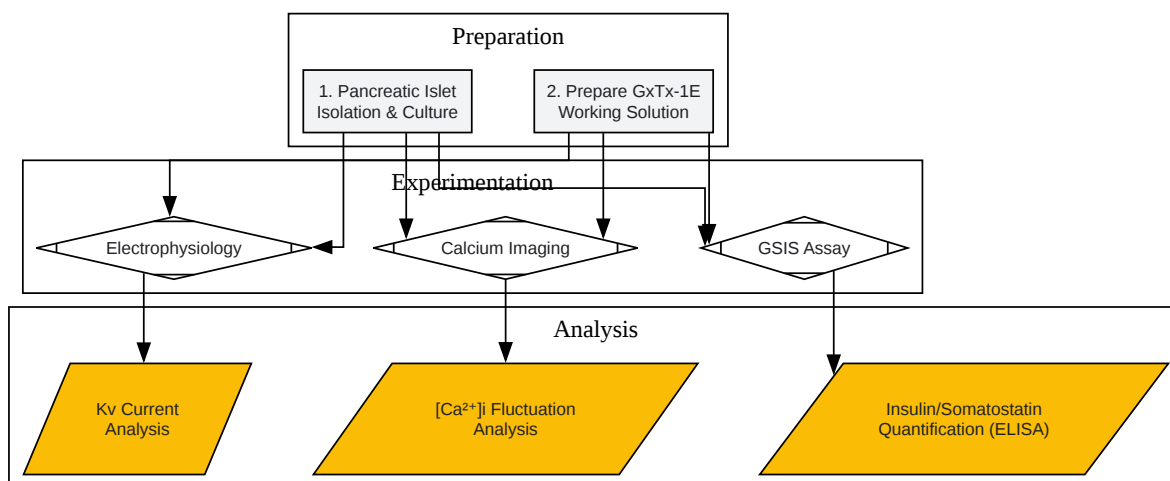 Preparation
1. Pancreatic Islet
Isolation & Culture
2. Prepare GxTx-1E
Working Solution
Experimentation
Electrophysiology
Calcium Imaging
GSIS Assay
Analysis
Kv Current
Analysis
[Ca²⁺]i Fluctuation
Analysis
Insulin/Somatostatin
Quantification (ELISA)